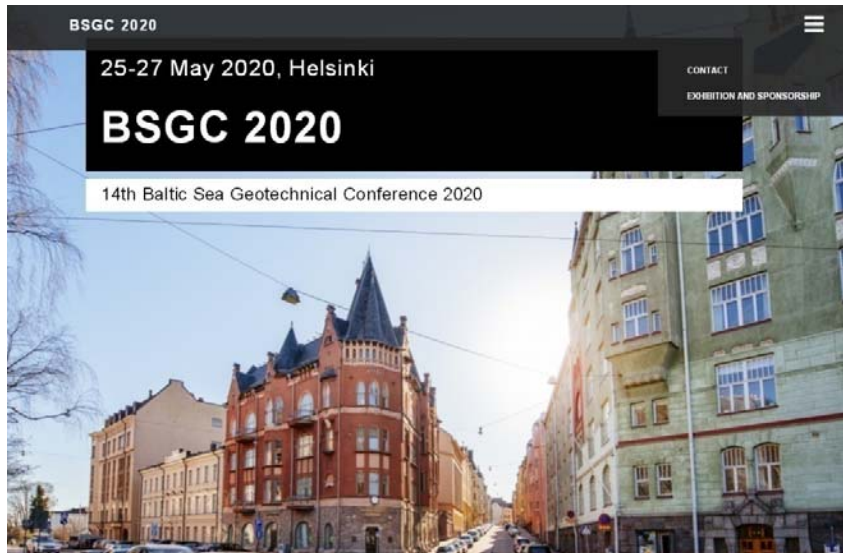 BSGC 2020
25-27 May 2020, Helsinki
CONTACT
EXHIBITION AND SPONSORSHIP
BSGC 2020
14th Baltic Sea Geotechnical Conference 2020